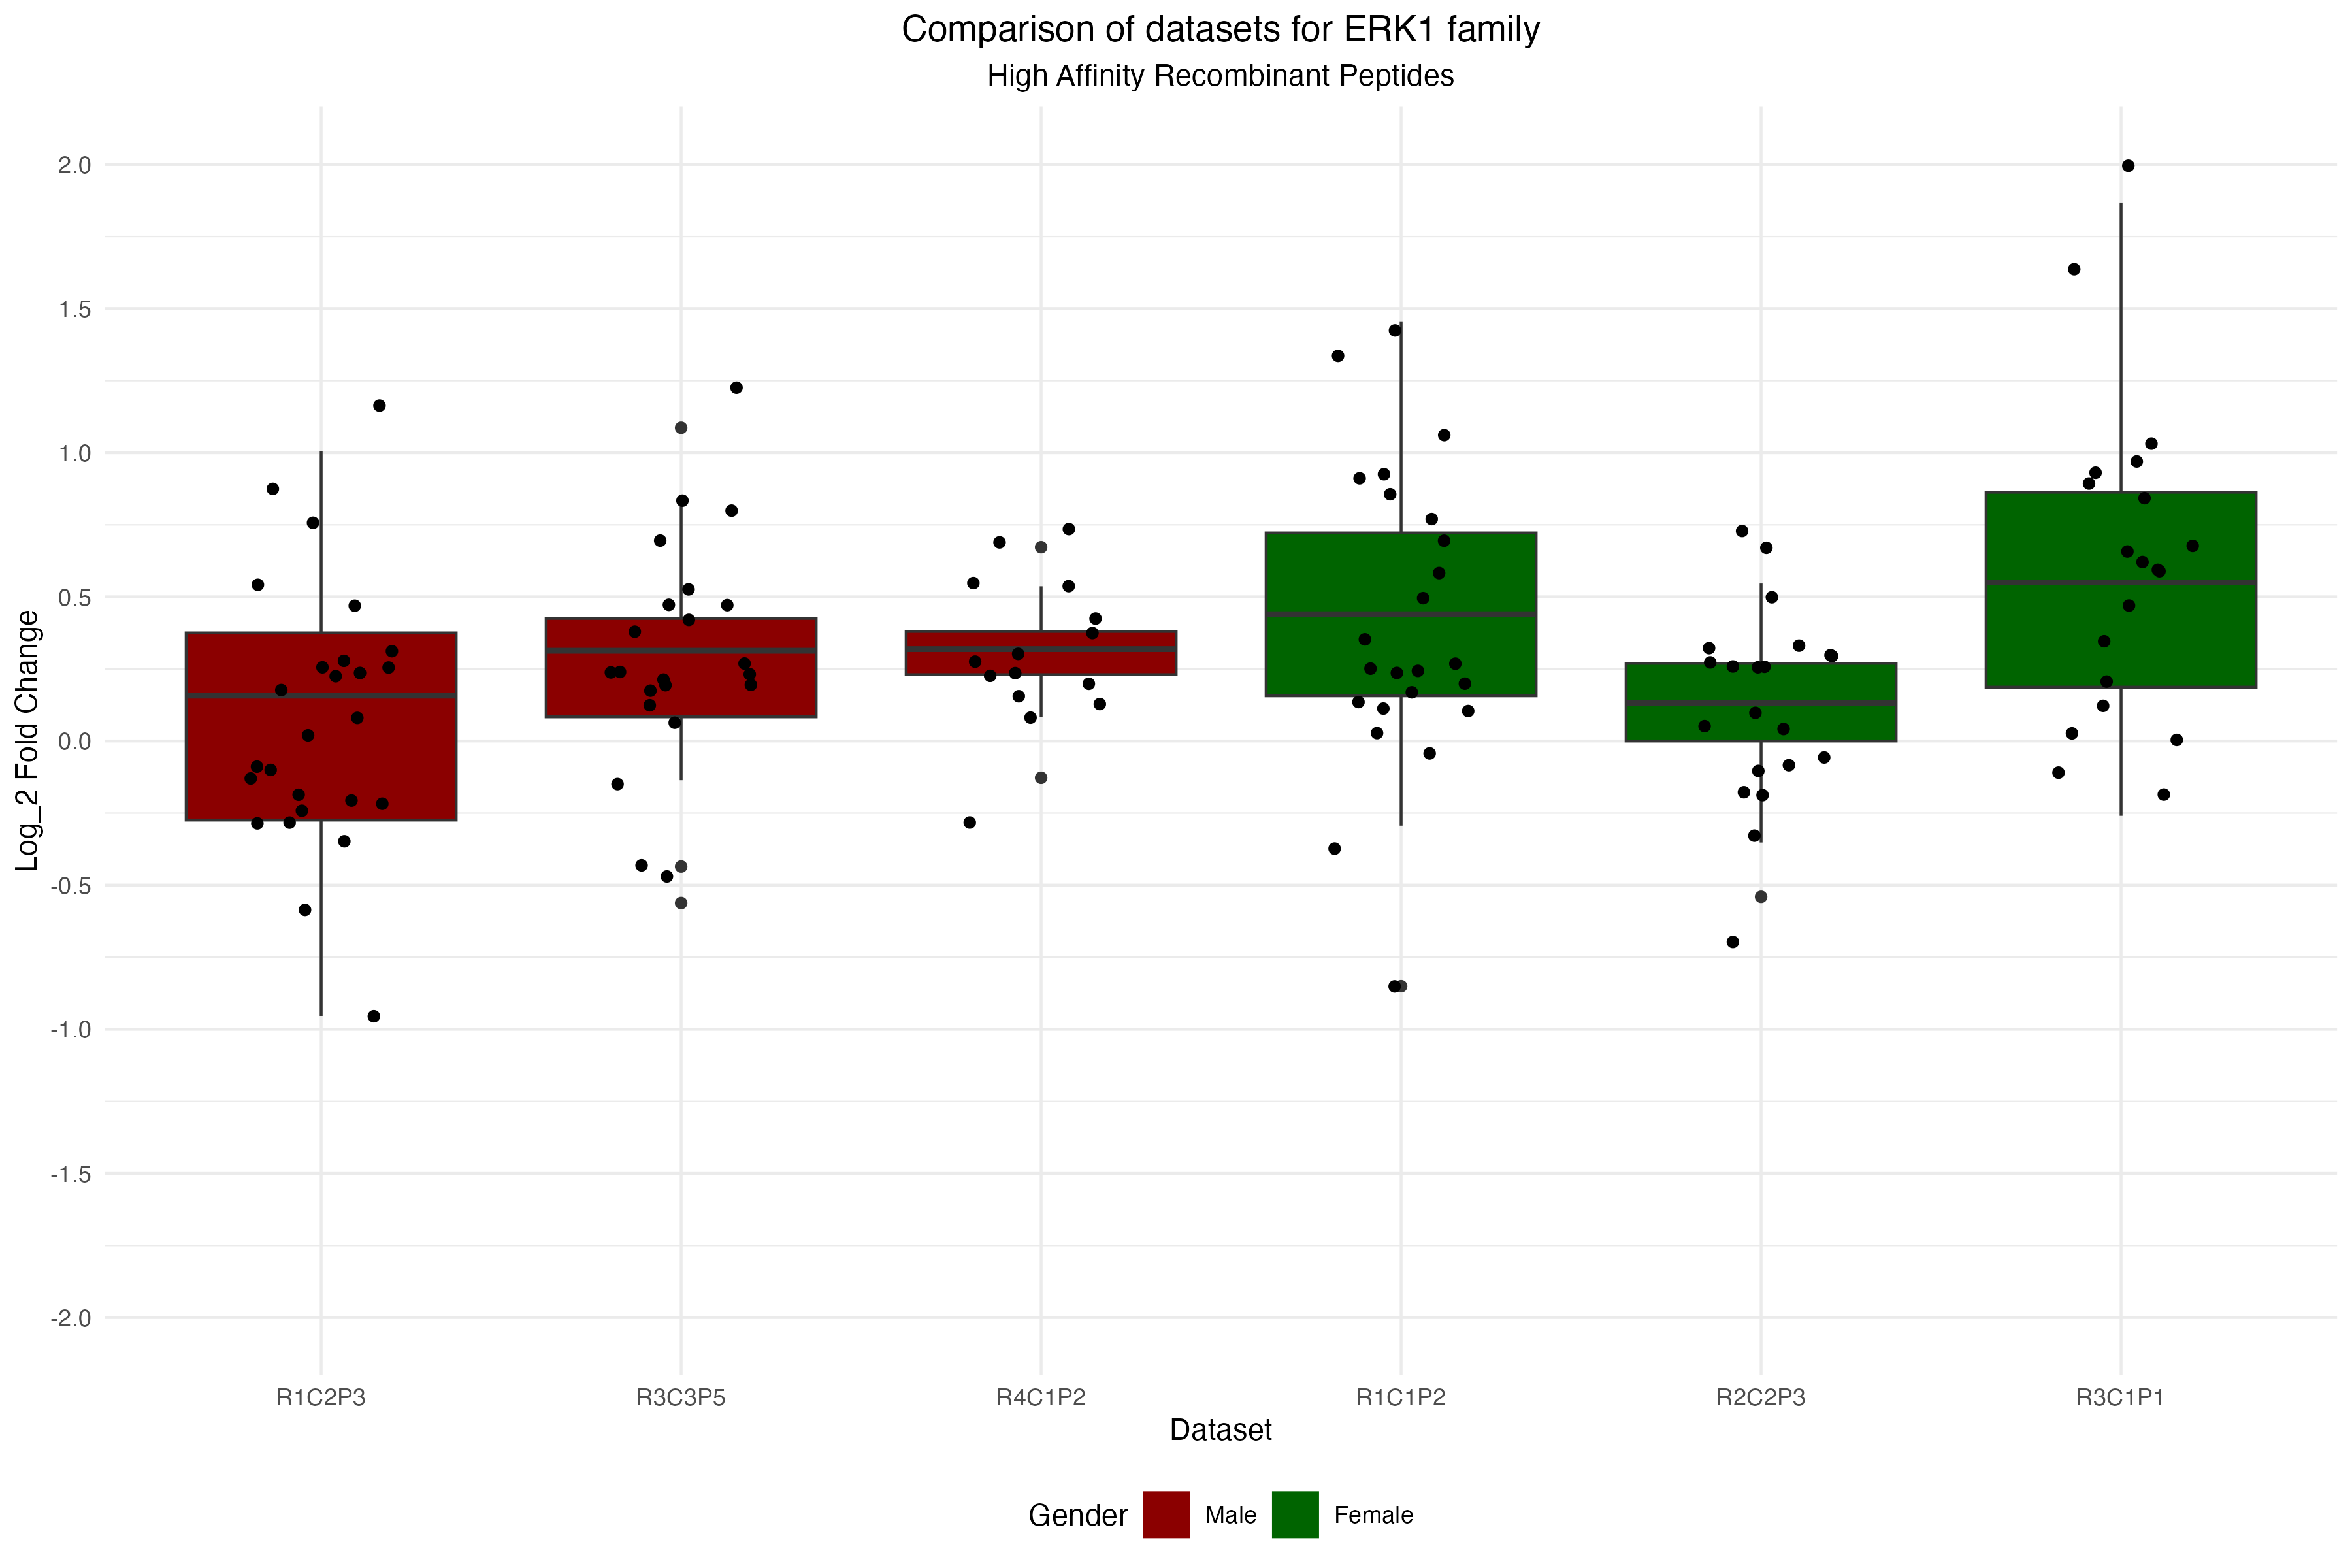 Comparison of datasets for ERK1 family
High Affinity Recombinant Peptides
Log_2 Fold Change
2.0
1.5
1.0
0.5
0.0
-0.5
-1.0
-1.5
-2.0
R1C2P3 R3C3P5 R4C1P2 R1C1P2 R2C2P3 R3C1P1
Dataset
Gender Male Female